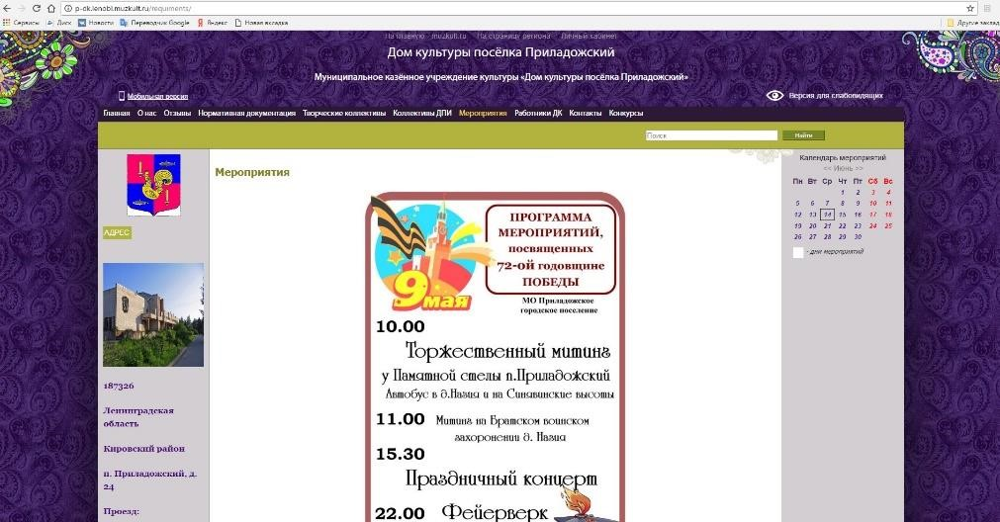 p-dk.lenobl.muzkult.ru/requiments/
Сервисы Диск Новости Переводчик Google Яндекс Новая вкладка Другие заклад
На главную muzkult.ru На страницу региона Личный кабинет
Дом культуры посёлка Приладожский
Муниципальное казённое учреждение культуры «Дом культуры посёлка Приладожский»
Мобильная версия Версия для слабовидящих
Главная О нас Отзывы Нормативная документация Творческие коллективы Коллективы ДПИ Мероприятия Работники ДК Контакты Конкурсы
Поиск Найти
АДРЕС
187326
Ленинградская
область
Кировский район
п. Приладожский, д.
24
Проезд:
Мероприятия
9 мая
ПРОГРАММА
МЕРОПРИЯТИЙ,
посвященных
72-ой годовщине
ПОБЕДЫ
МО Приладожское
городское поселение
10.00
Торжественный митинг
у Памятной стелы п.Приладожский
Автобус в д.Назия и на Синявинские высоты
11.00 Митинг на Братском воинском
захоронении д. Назия
15.30
Праздничный концерт
22.00 Фейерверк
Календарь мероприятий
<< Июнь >>
Пн Вт Ср Чт Пт Сб Вс
1 2 3 4
5 6 7 8 9 10 11
12 13 14 15 16 17 18
19 20 21 22 23 24 25
26 27 28 29 30
- дни мероприятий